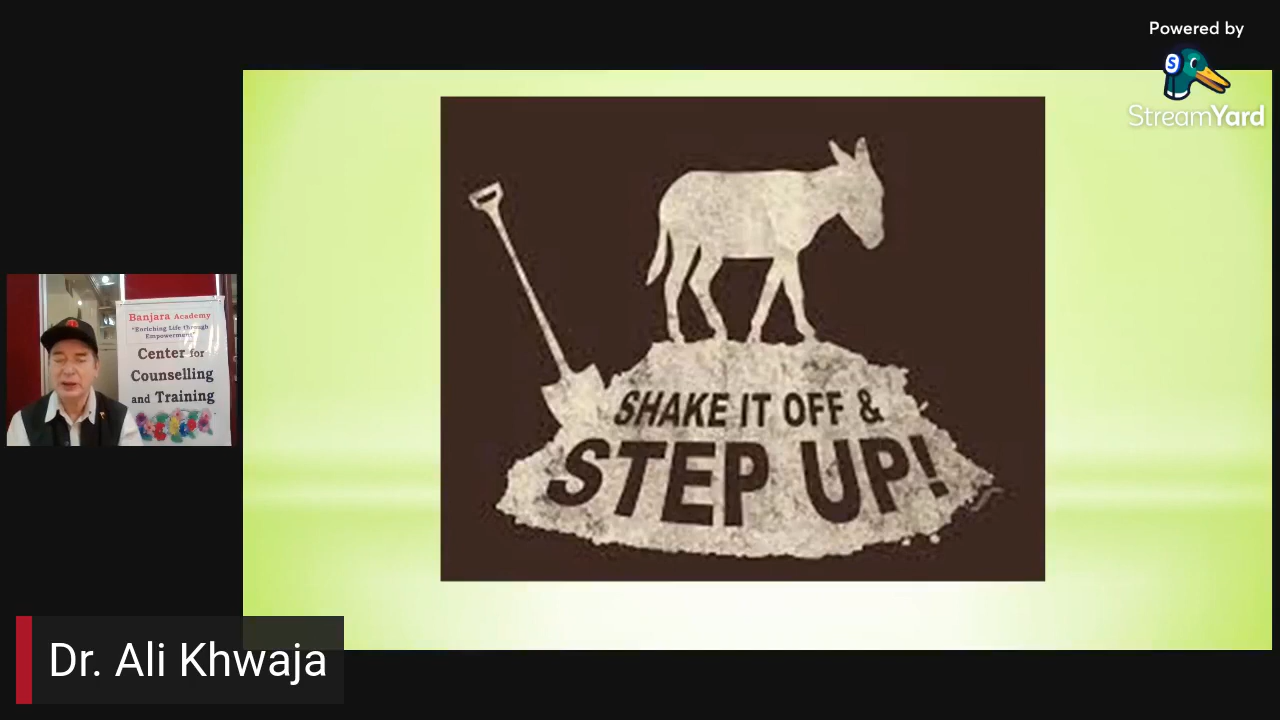 Powered by
S
StreamYard
SHAKE IT OFF &
STEP UP!
Banjara Academy
"Enriching Life through
Empowerment"
Center for
Counselling
and Training
Dr. Ali Khwaja